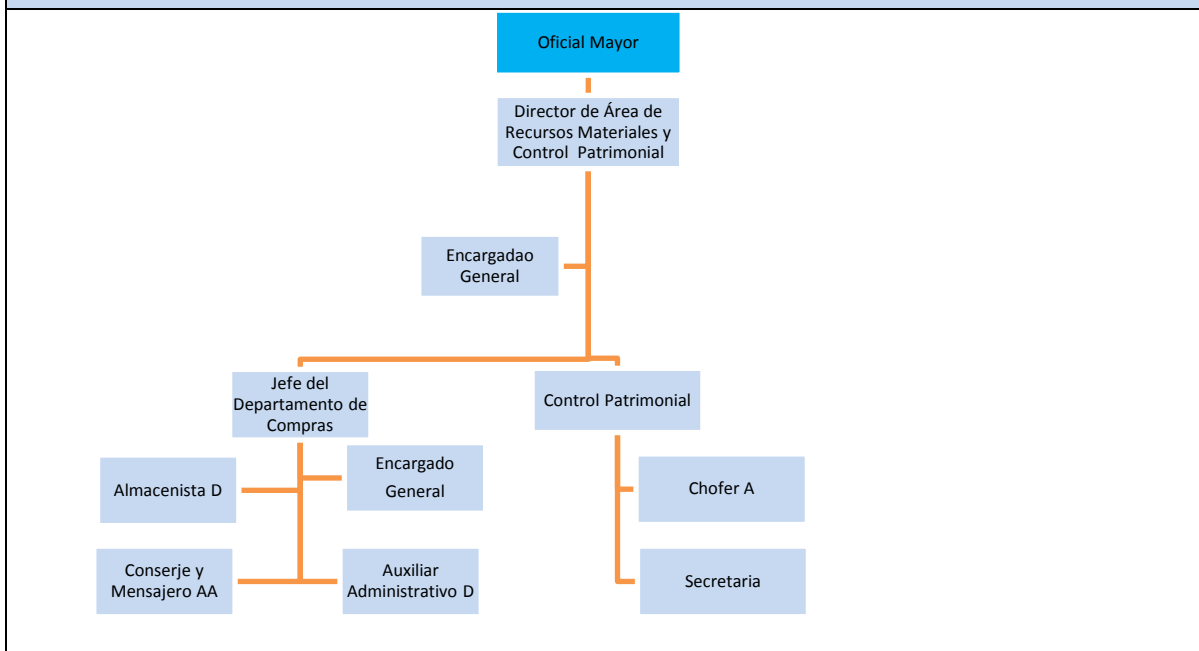 Oficial Mayor
Director de Área de
Recursos Materiales y
Control Patrimonial
Encargadao
General
Jefe del
Departamento de
Compras
Control Patrimonial
Almacenista D
Encargado
General
Chofer A
Conserje y
Mensajero AA
Auxiliar
Administrativo D
Secretaria